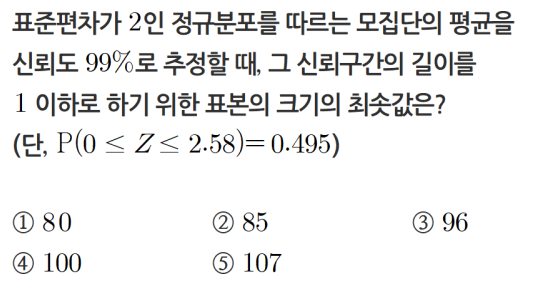 표준편차가 2인 정규분포를 따르는 모집단의 평균을
신뢰도 99%로 추정할 때, 그 신뢰구간의 길이를
1 이하로 하기 위한 표본의 크기의 최솟값은?
(단, P(0 ≤ Z ≤ 2.58)=0.495)
① 80 ② 85 ③ 96
④ 100 ⑤ 107